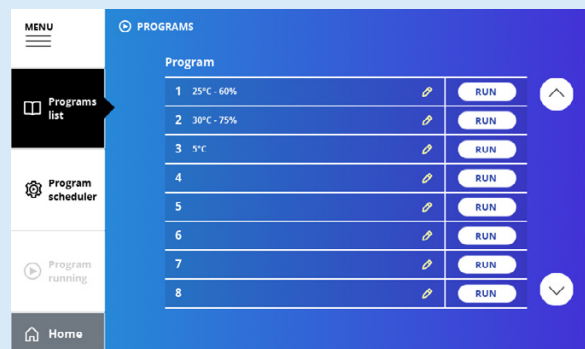 MENU
PROGRAMS
Programs
list
Program
scheduler
Program
running
Home
Program
1 25°C - 60% RUN
2 30°C - 75% RUN
3 5°C RUN
4 RUN
5 RUN
6 RUN
7 RUN
8 RUN